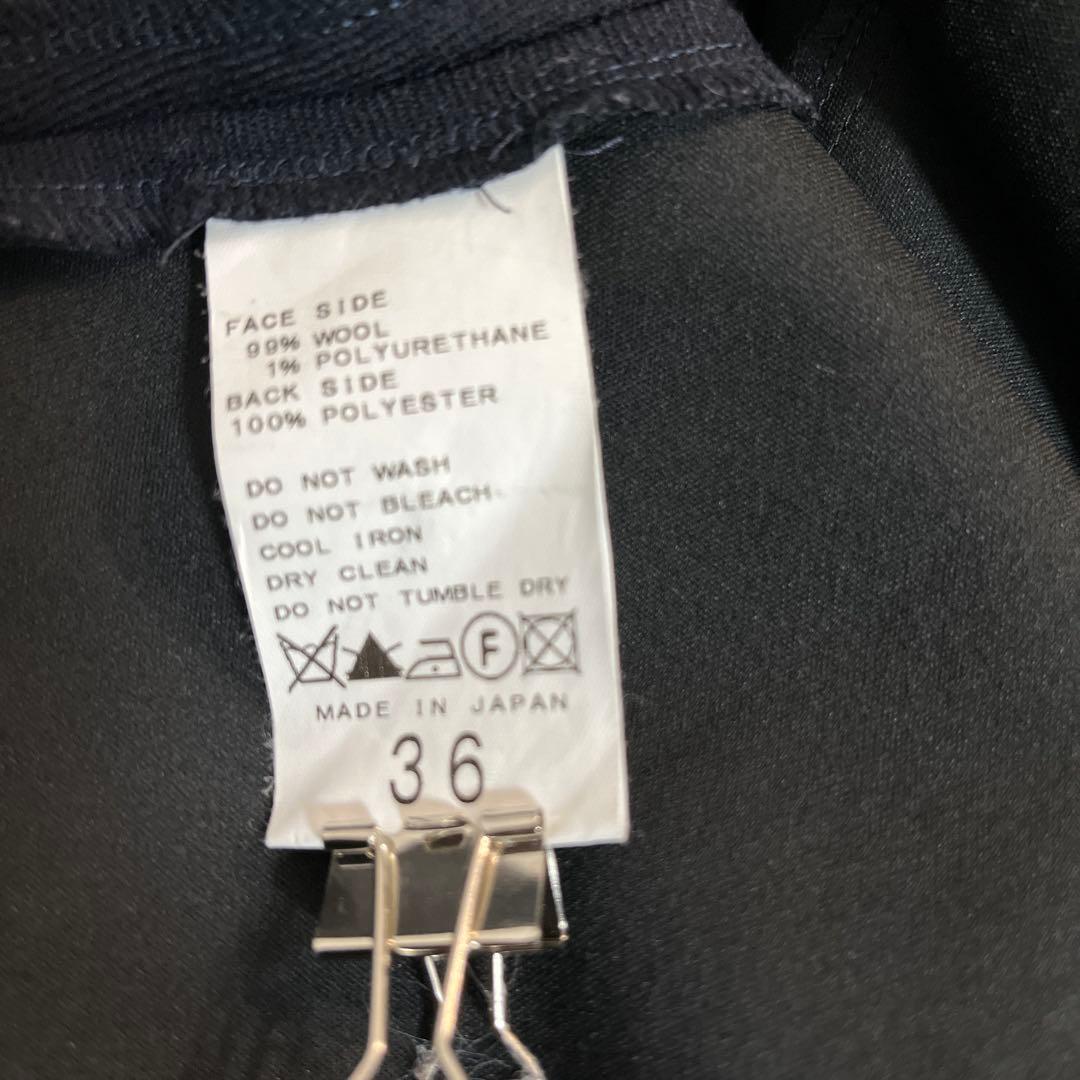 FACE SIDE
99% WOOL
1% POLYURETHANE
BACK SIDE
100% POLYESTER
DO NOT WASH
DO NOT BLEACH
COOL IRON
DRY CLEAN
DO NOT TUMBLE DRY
F
MADE IN JAPAN
36